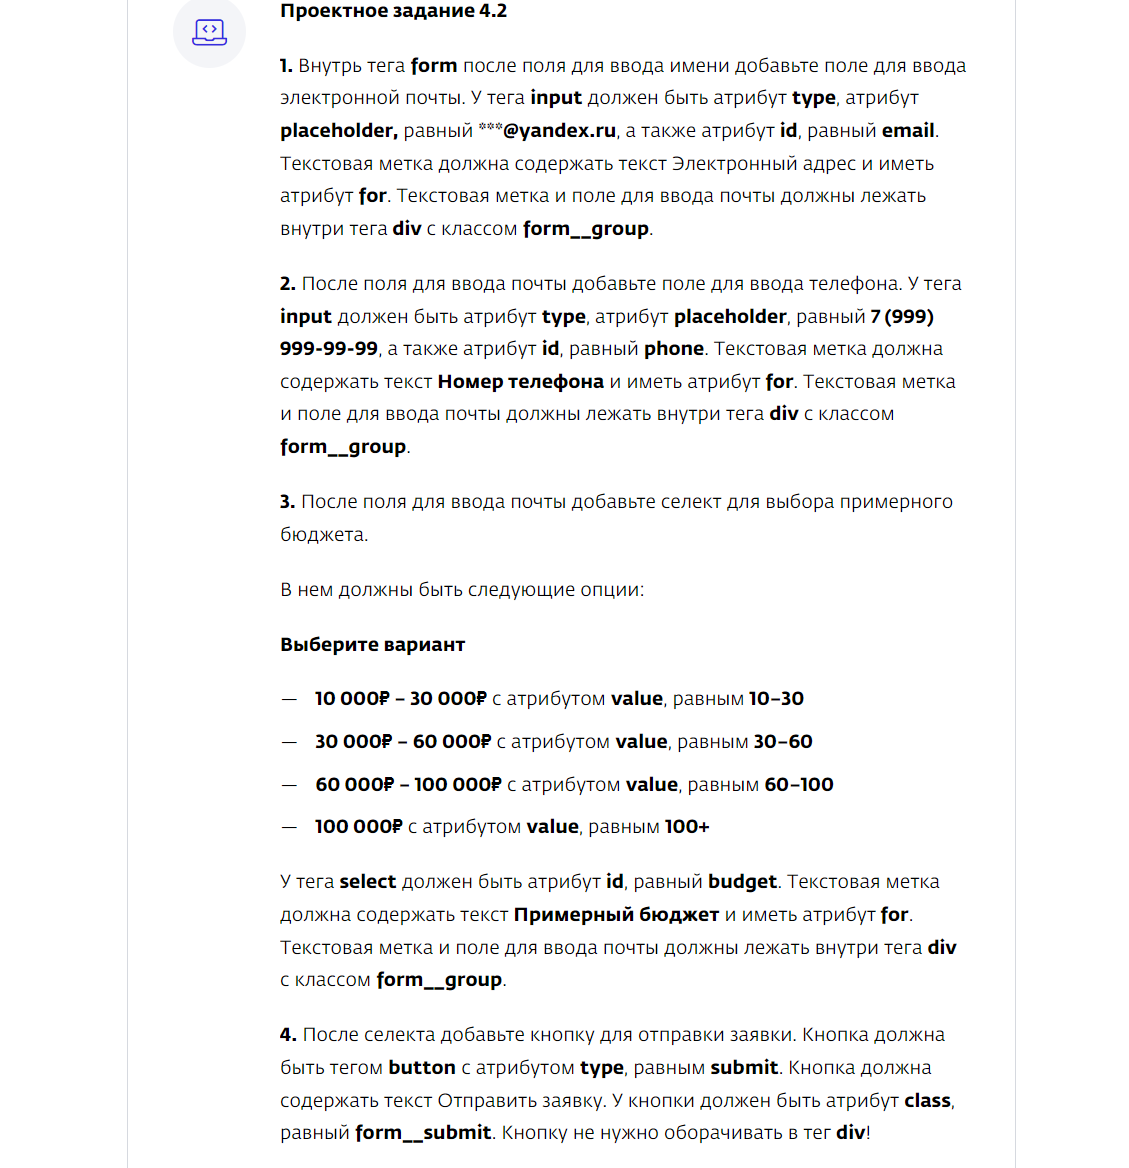 Проектное задание 4.2
1. Внутрь тега form после поля для ввода имени добавьте поле для ввода
электронной почты. У тега input должен быть атрибут type, атрибут
placeholder, равный ***@yandex.ru, а также атрибут id, равный email.
Текстовая метка должна содержать текст Электронный адрес и иметь
атрибут for. Текстовая метка и поле для ввода почты должны лежать
внутри тега div с классом form__group.
2. После поля для ввода почты добавьте поле для ввода телефона. У тега
input должен быть атрибут type, атрибут placeholder, равный 7 (999)
999-99-99, а также атрибут id, равный phone. Текстовая метка должна
содержать текст Номер телефона и иметь атрибут for. Текстовая метка
и поле для ввода почты должны лежать внутри тега div с классом
form__group.
3. После поля для ввода почты добавьте селект для выбора примерного
бюджета.
В нем должны быть следующие опции:
Выберите вариант
— 10 000₽ – 30 000₽ с атрибутом value, равным 10–30
— 30 000₽ – 60 000₽ с атрибутом value, равным 30–60
— 60 000₽ – 100 000₽ с атрибутом value, равным 60–100
— 100 000₽ с атрибутом value, равным 100+
У тега select должен быть атрибут id, равный budget. Текстовая метка
должна содержать текст Примерный бюджет и иметь атрибут for.
Текстовая метка и поле для ввода почты должны лежать внутри тега div
с классом form__group.
4. После селекта добавьте кнопку для отправки заявки. Кнопка должна
быть тегом button с атрибутом type, равным submit. Кнопка должна
содержать текст Отправить заявку. У кнопки должен быть атрибут class,
равный form__submit. Кнопку не нужно оборачивать в тег div!